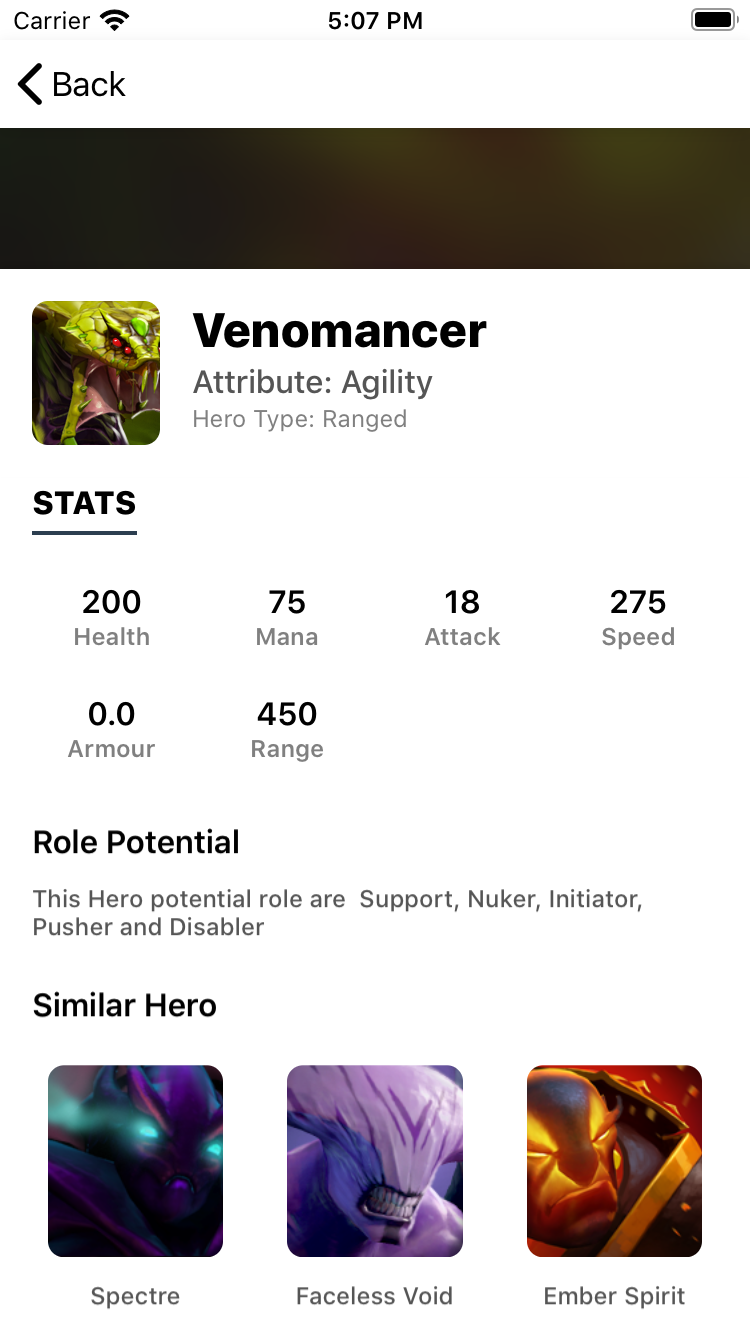 Carrier 5:07 PM
Back
Venomancer
Attribute: Agility
Hero Type: Ranged
STATS
200 75 18 275
Health Mana Attack Speed
0.0 450
Armour Range
Role Potential
This Hero potential role are  Support, Nuker, Initiator,
Pusher and Disabler
Similar Hero
Spectre Faceless Void Ember Spirit